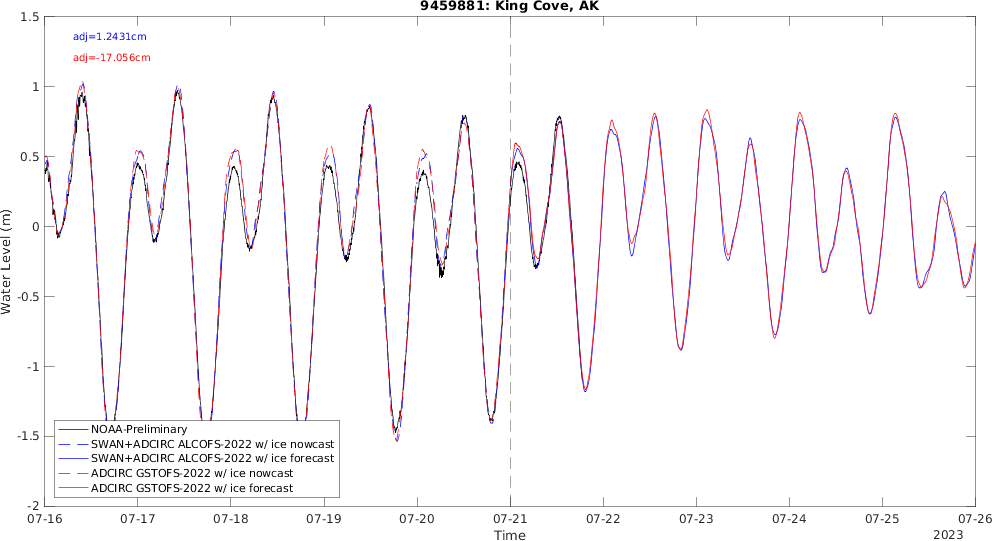 9459881: King Cove, AK
adj=1.2431cm
adj=-17.056cm
Water Level (m)
1.5
1
0.5
0
-0.5
-1
-1.5
-2
NOAA-Preliminary
SWAN+ADCIRC ALCOFS-2022 w/ ice nowcast
SWAN+ADCIRC ALCOFS-2022 w/ ice forecast
ADCIRC GSTOFS-2022 w/ ice nowcast
ADCIRC GSTOFS-2022 w/ ice forecast
07-16 07-17 07-18 07-19 07-20 07-21 07-22 07-23 07-24 07-25 07-26
Time
2023